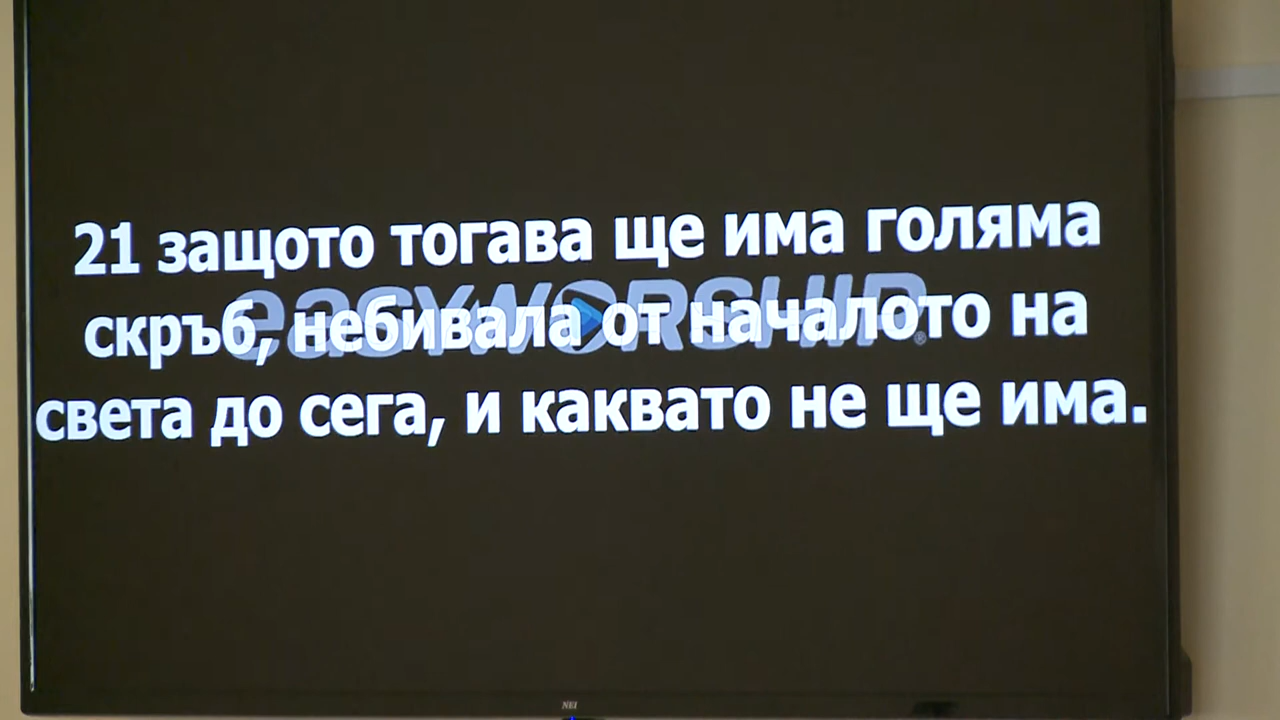 21 защото тогава ще има голяма
скръб, небивала от началото на
света до сега, и каквато не ще има.
easyworship®
NEI